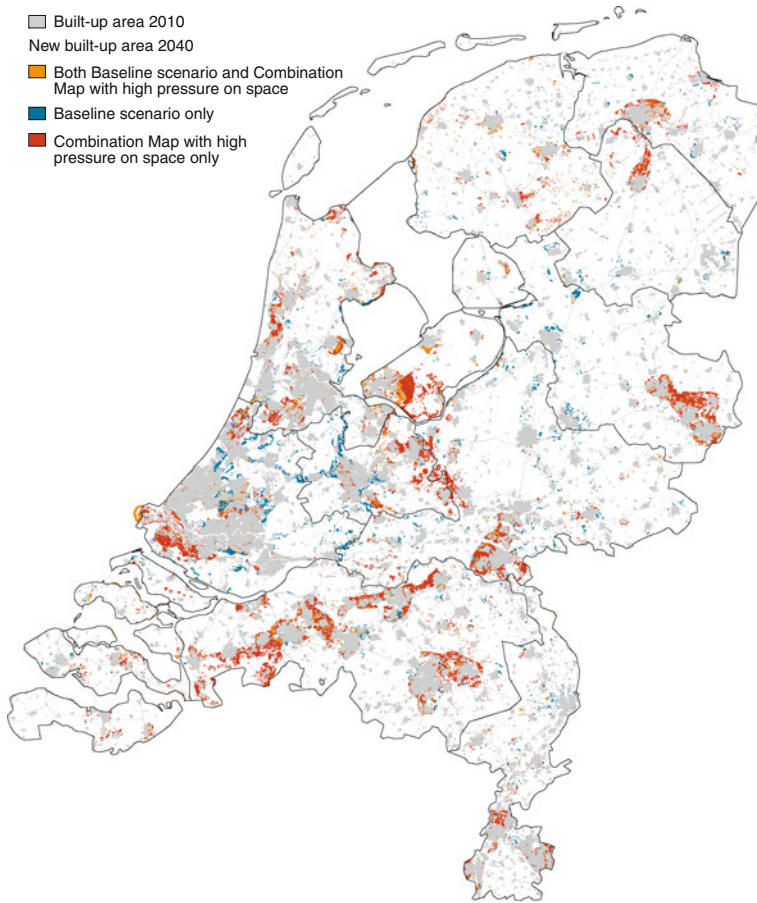 Built-up area 2010
New built-up area 2040
Both Baseline scenario and Combination
Map with high pressure on space
Baseline scenario only
Combination Map with high
pressure on space only